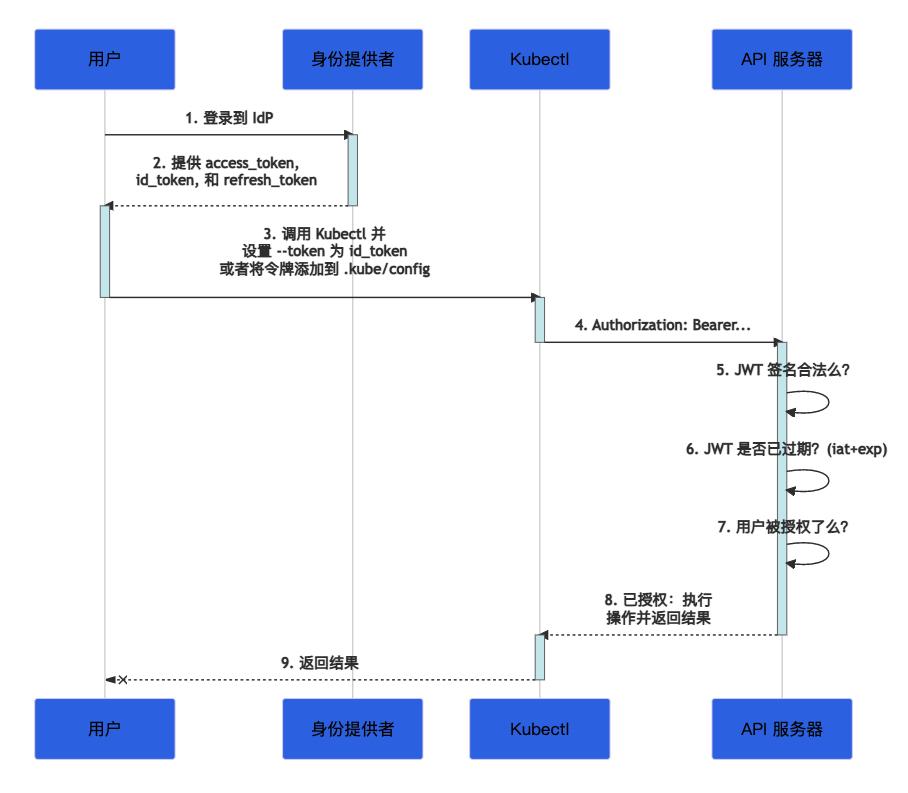 用户
身份提供者
Kubectl
API 服务器
1. 登录到 IdP
2. 提供 access_token,
id_token, 和 refresh_token
3. 调用 Kubectl 并
设置 --token 为 id_token
或者将令牌添加到 .kube/config
4. Authorization: Bearer...
5. JWT 签名合法么?
6. JWT 是否已过期? (iat+exp)
7. 用户被授权了么?
8. 已授权：执行
操作并返回结果
9. 返回结果
用户
身份提供者
Kubectl
API 服务器